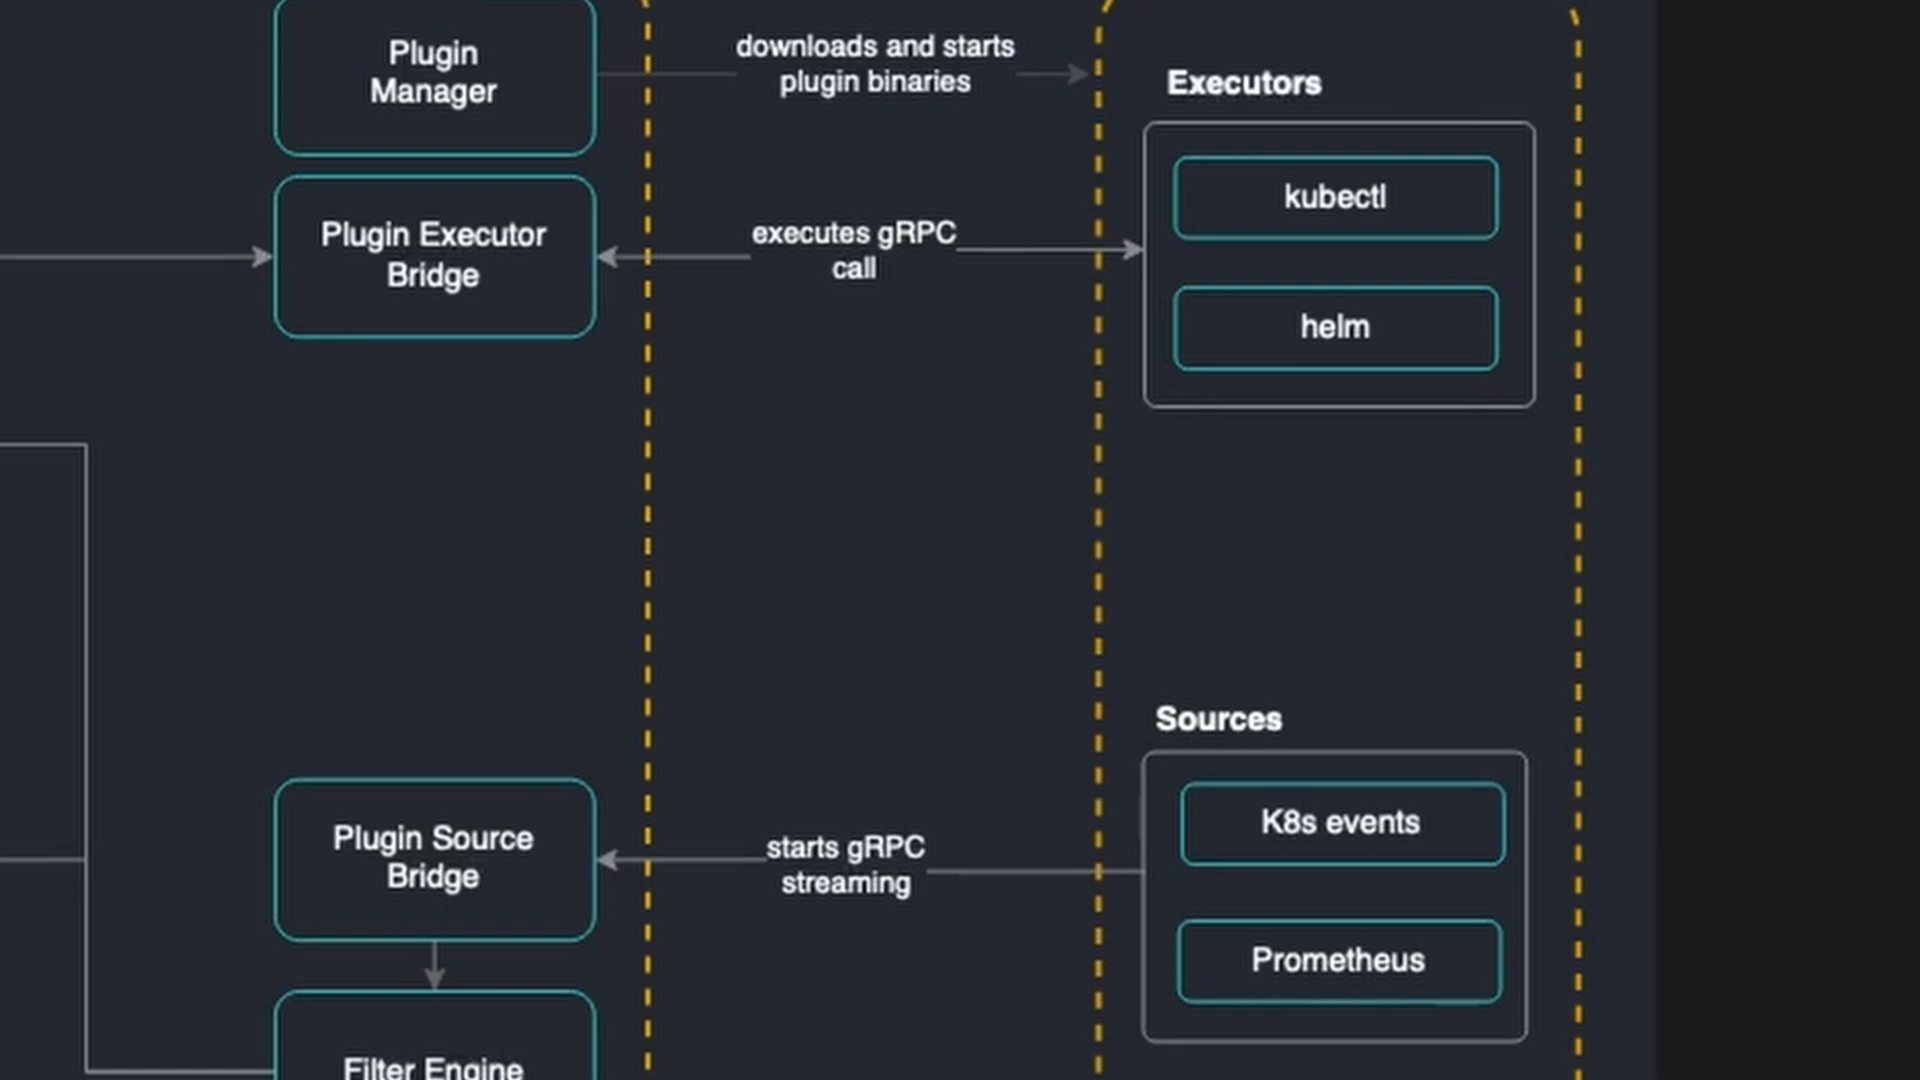 Plugin
Manager
downloads and starts
plugin binaries
Executors
kubectl
Plugin Executor
Bridge
executes gRPC
call
helm
Sources
K8s events
Plugin Source
Bridge
starts gRPC
streaming
Prometheus
Filter Engine